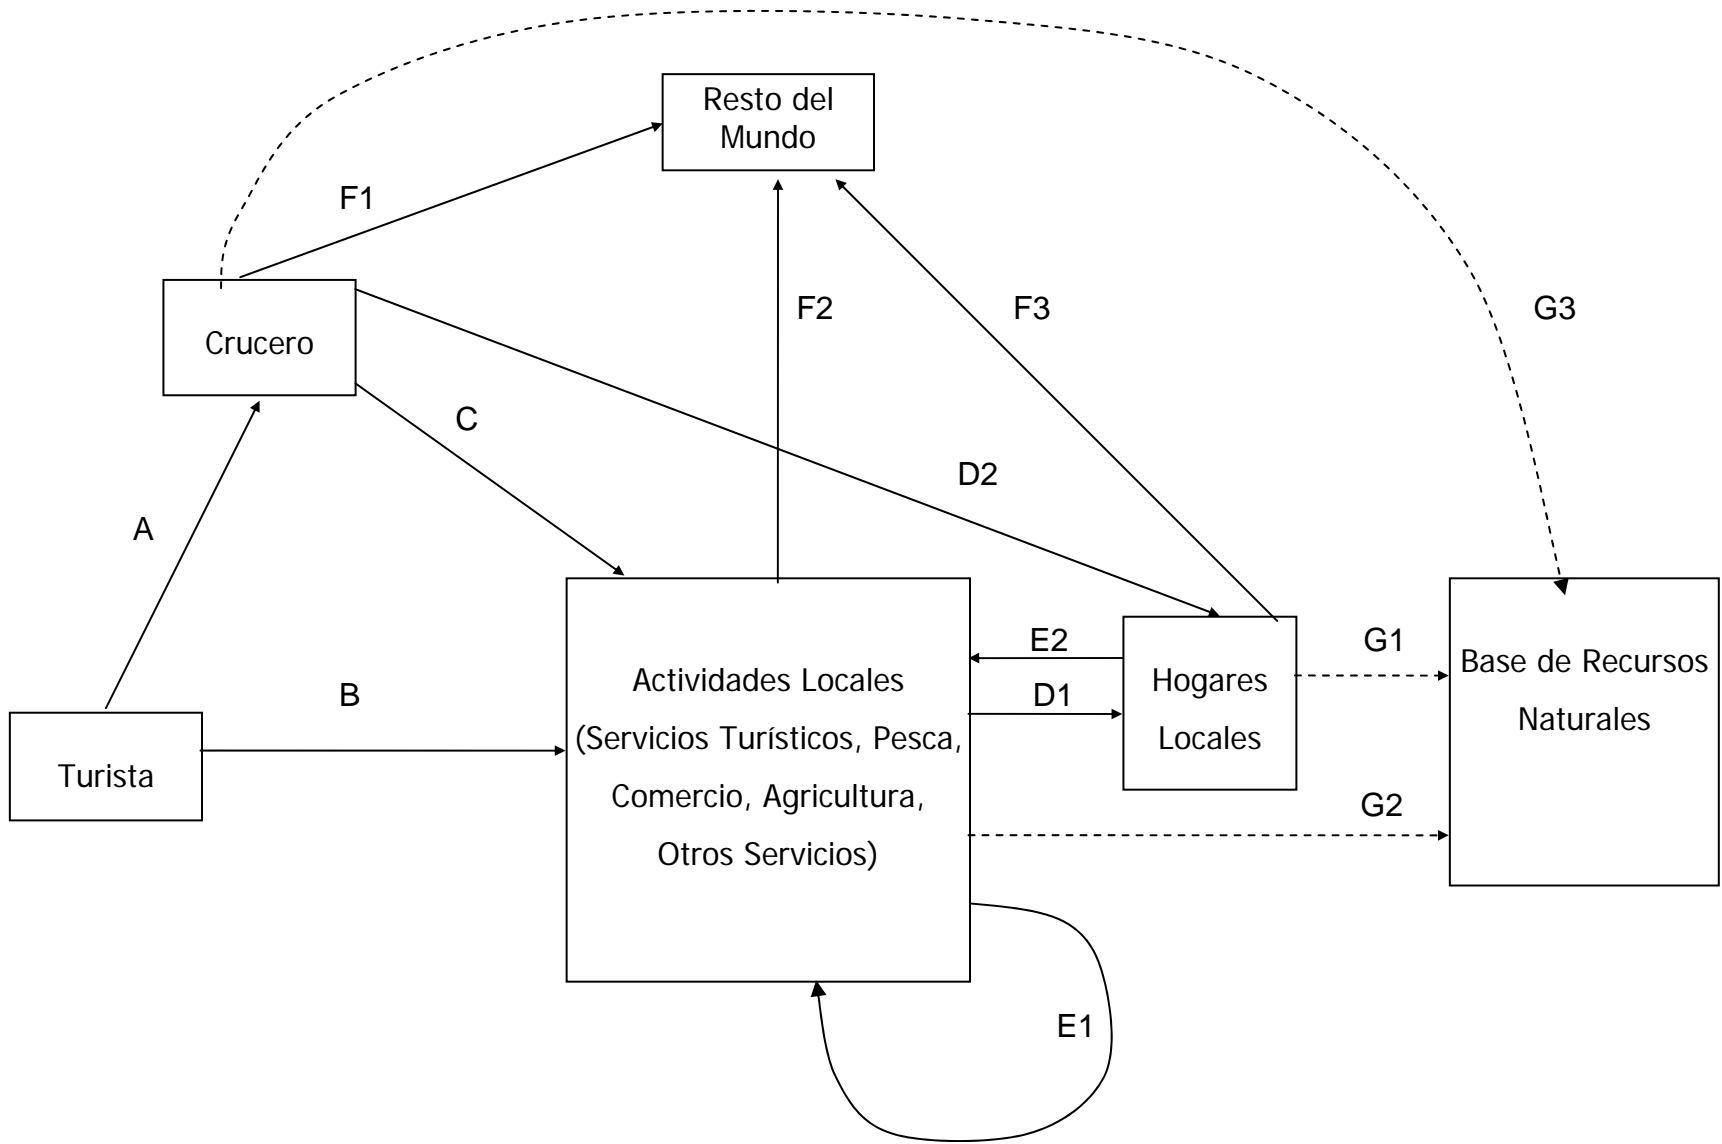 Resto del
Mundo
F1
F2
F3
G3
Crucero
C
D2
A
E2
G1
B
D1
Actividades Locales
(Servicios Turísticos, Pesca,
Comercio, Agricultura,
Otros Servicios)
Hogares
Locales
Base de Recursos
Naturales
Turista
G2
E1